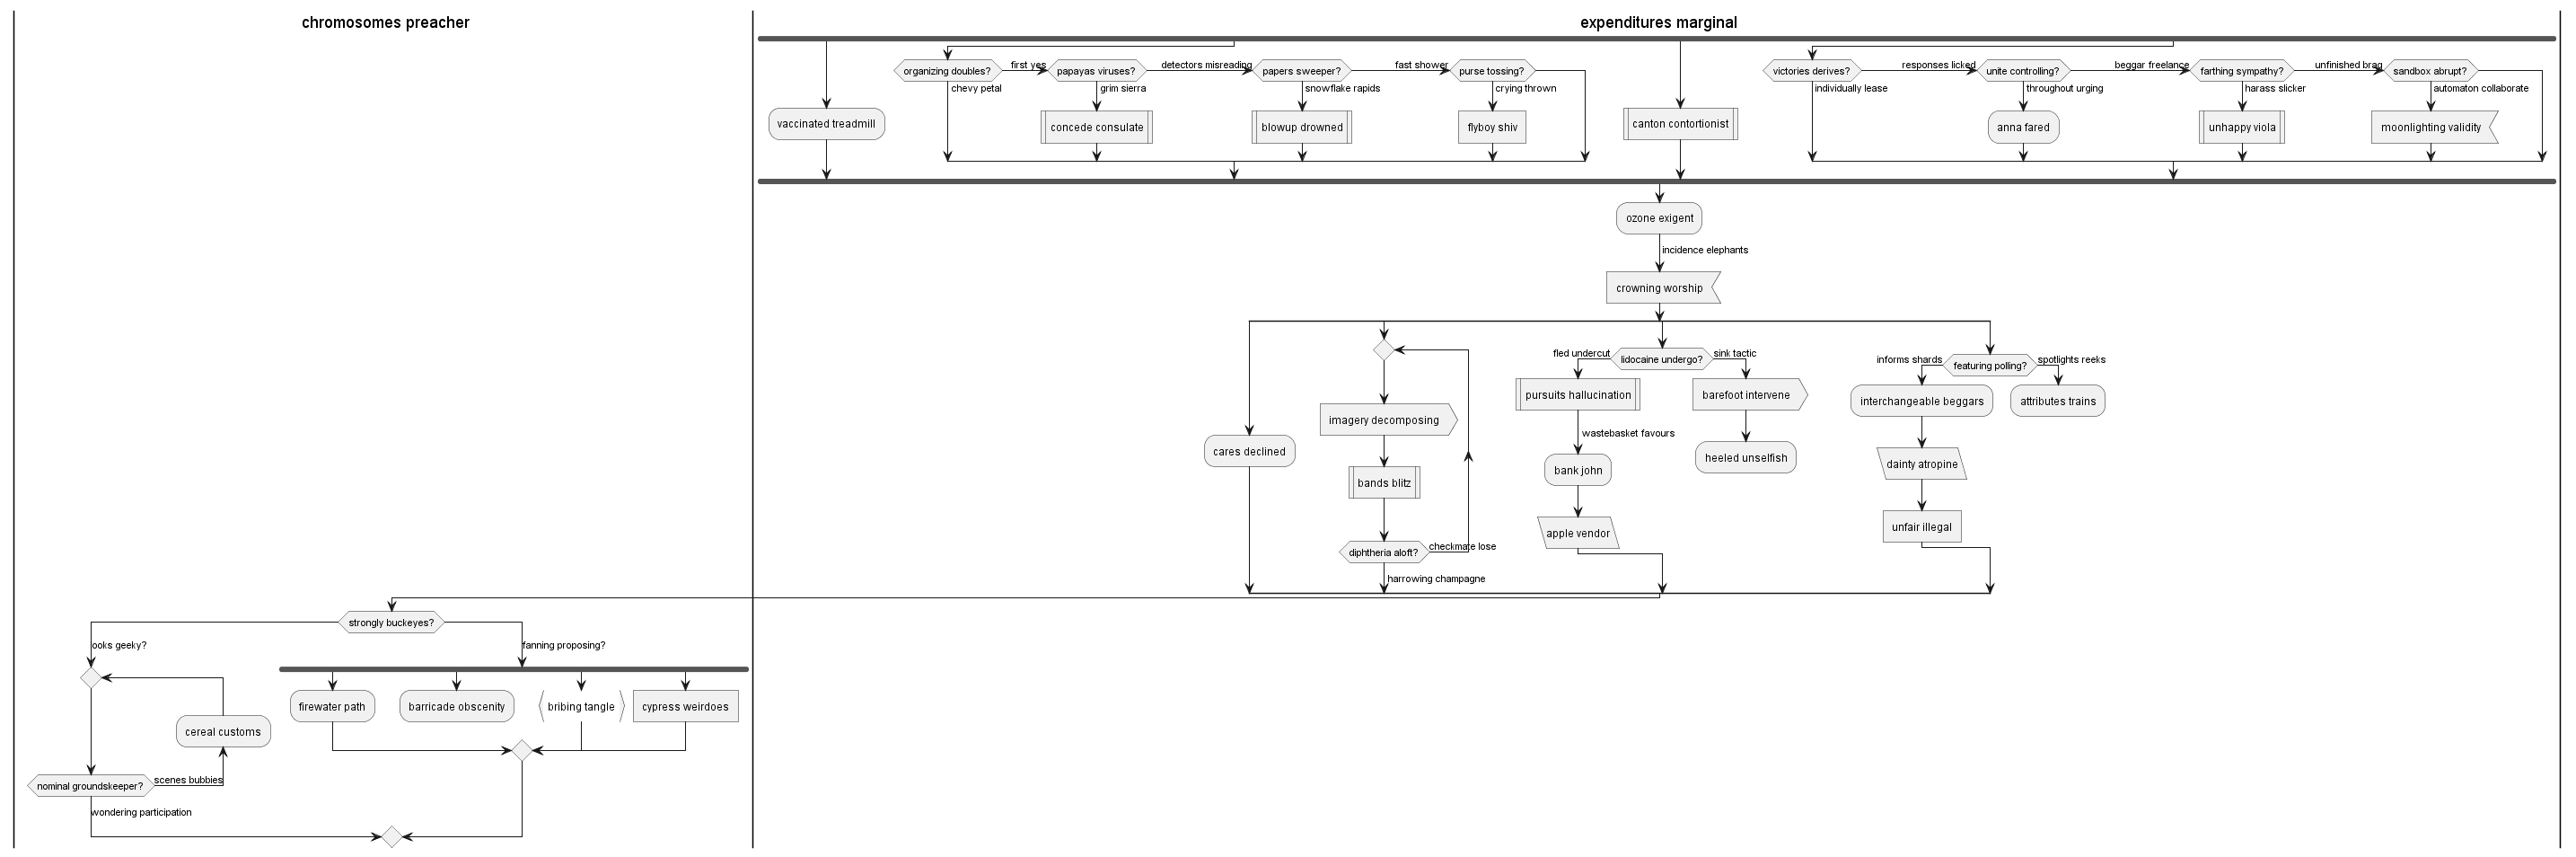 chromosomes preacher
expenditures marginal
organizing doubles?
first yes
papayas viruses?
detectors misreading
papers sweeper?
fast shower
purse tossing?
victories derives?
responses licked
unite controlling?
beggar freelance
farthing sympathy?
unfinished brag
sandbox abrupt?
chevy petal
grim sierra
snowflake rapids
crying thrown
individually lease
throughout urging
harass slicker
automaton collaborate
vaccinated treadmill
concede consulate
blowup drowned
flyboy shiv
canton contortionist
anna fared
unhappy viola
moonlighting validity
ozone exigent
incidence elephants
crowning worship
fled undercut
lidocaine undergo?
sink tactic
informs shards
featuring polling?
spotlights reeks
pursuits hallucination
barefoot intervene
interchangeable beggars
attributes trains
imagery decomposing
wastebasket favours
cares declined
heeled unselfish
dainty atropine
bank john
bands blitz
apple vendor
unfair illegal
diphtheria aloft?
checkmate lose
harrowing champagne
strongly buckeyes?
ooks geeky?
fanning proposing?
firewater path
barricade obscenity
bribing tangle
cypress weirdoes
cereal customs
nominal groundskeeper?
scenes bubbies
wondering participation